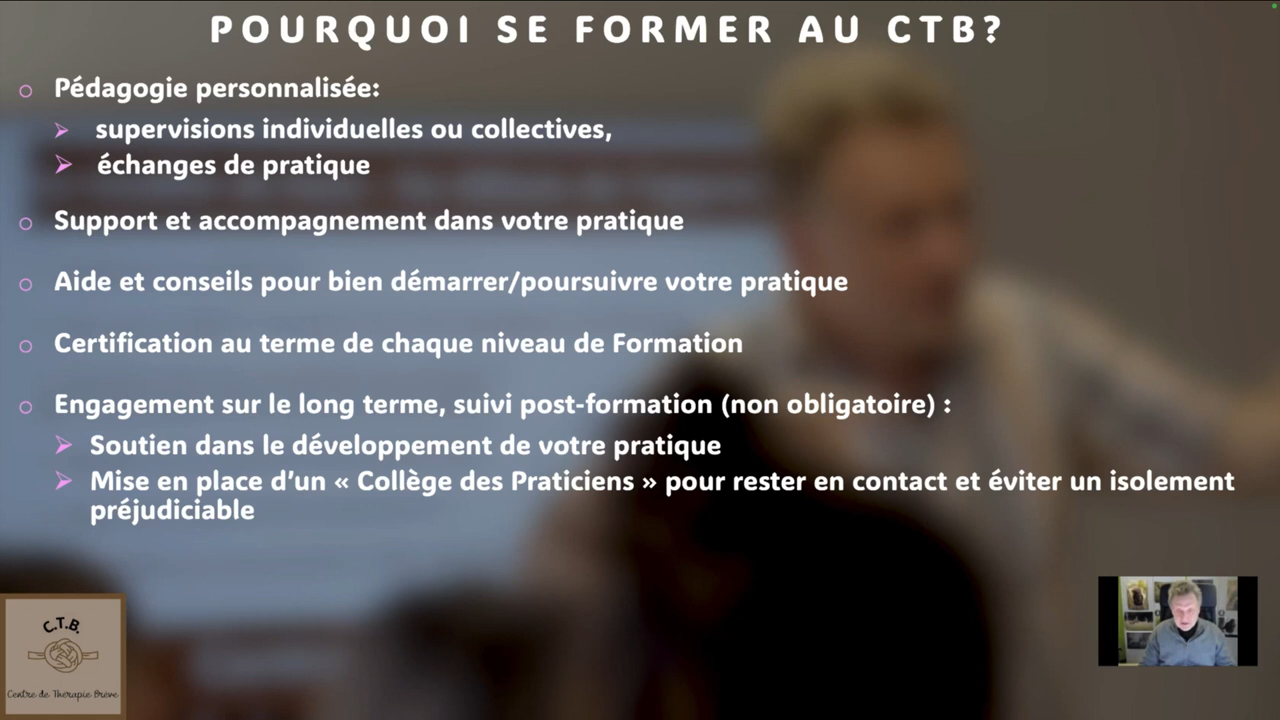 POURQUOI SE FORMER AU CTB?
Pédagogie personnalisée:
supervisions individuelles ou collectives,
échanges de pratique
Support et accompagnement dans votre pratique
Aide et conseils pour bien démarrer/poursuivre votre pratique
Certification au terme de chaque niveau de Formation
Engagement sur le long terme, suivi post-formation (non obligatoire) :
Soutien dans le développement de votre pratique
Mise en place d’un « Collège des Praticiens » pour rester en contact et éviter un isolement
préjudiciable
C.T.B.
Centre de Thérapie Brève